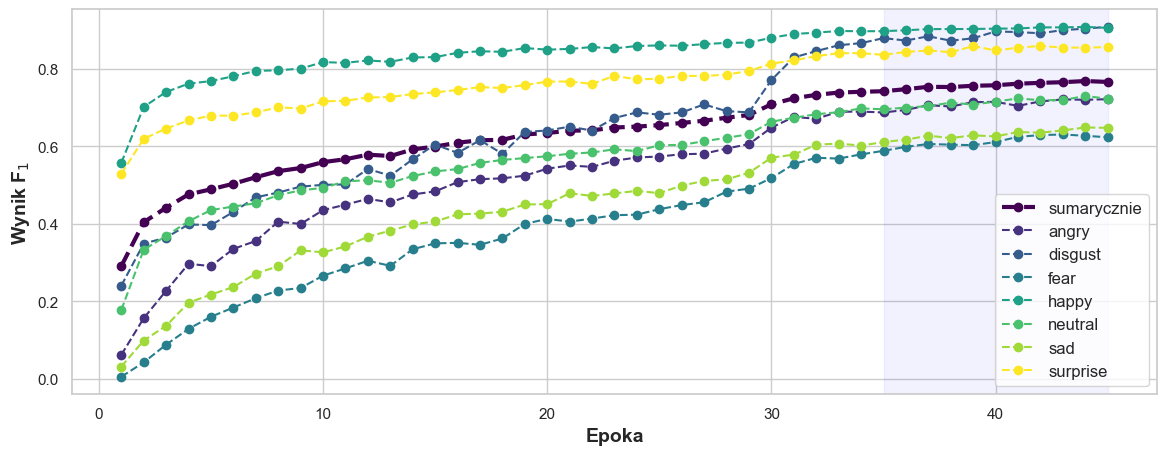 Wynik F₁
0.8
0.6
0.4
0.2
0.0
0
10
20
30
40
Epoka
sumarycznie
angry
disgust
fear
happy
neutral
sad
surprise